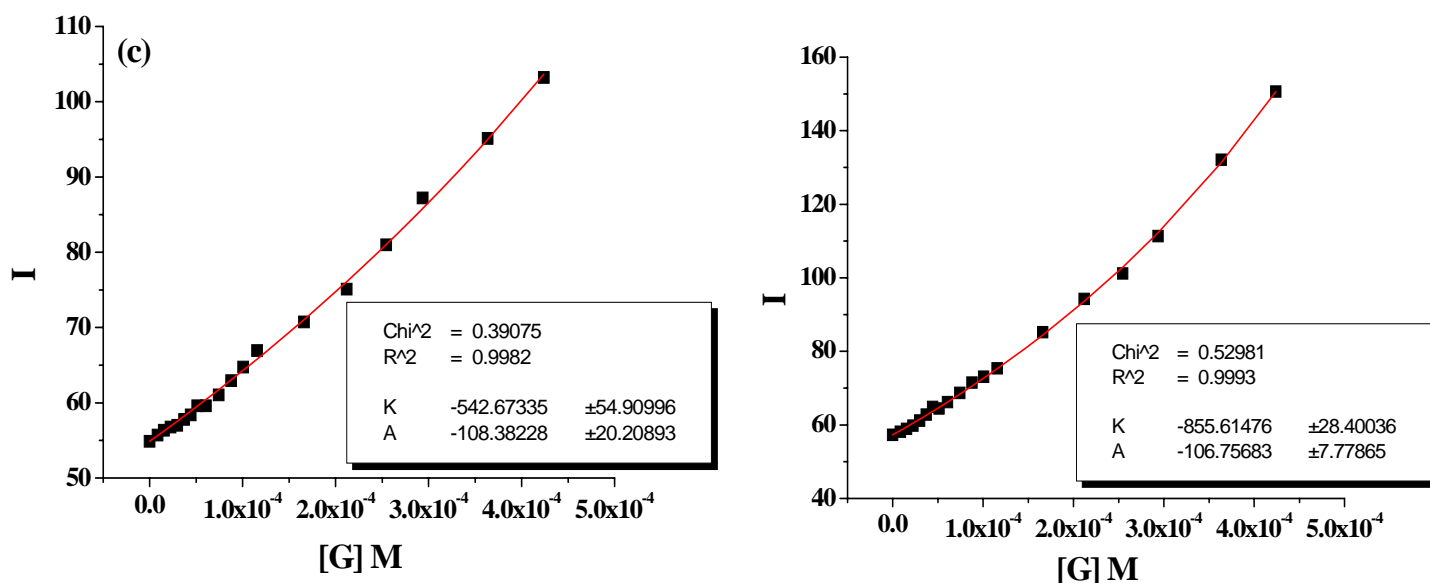 (c)
110
100
90
80
70
60
50
I
Chi^2 = 0.39075
R^2 = 0.9982
K -542.67335 ±54.90996
A -108.38228 ±20.20893
0.0 1.0x10⁻⁴ 2.0x10⁻⁴ 3.0x10⁻⁴ 4.0x10⁻⁴ 5.0x10⁻⁴
[G] M
160
140
120
100
80
60
40
I
Chi^2 = 0.52981
R^2 = 0.9993
K -855.61476 ±28.40036
A -106.75683 ±7.77865
0.0 1.0x10⁻⁴ 2.0x10⁻⁴ 3.0x10⁻⁴ 4.0x10⁻⁴ 5.0x10⁻⁴
[G] M